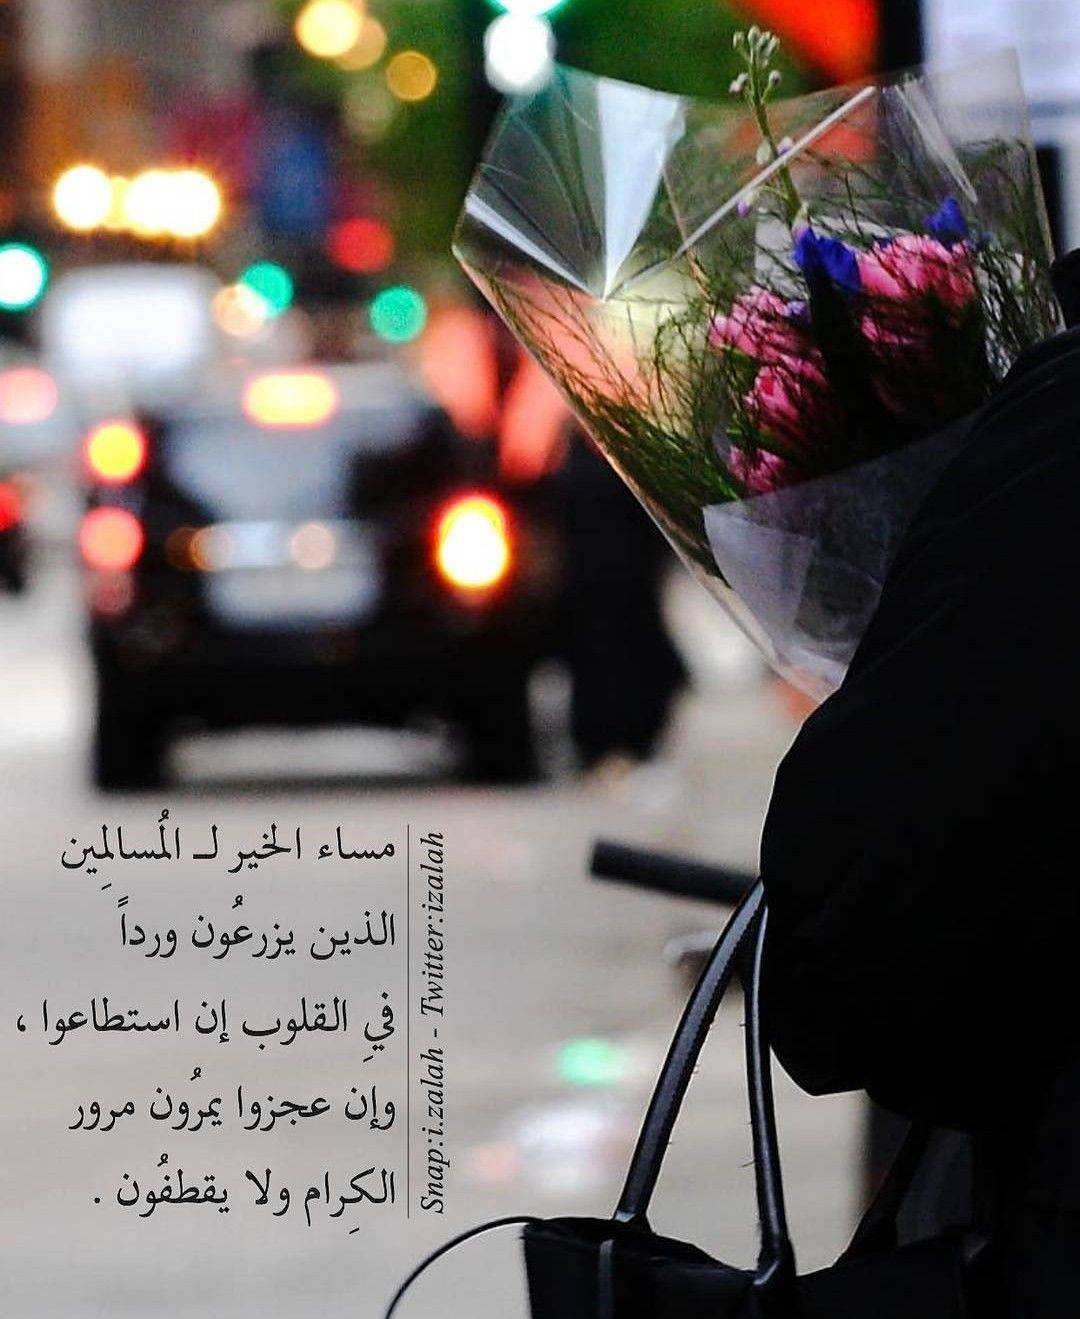 مساء الخير لـ المُسالمِين
الذين يزرعُون ورداً
فيِ القلوب إن استطاعوا ،
وإن عجزوا يمرُون مرور
الكِرام ولا يقطفُون .
Snap:i.zalah - Twitter:izalah